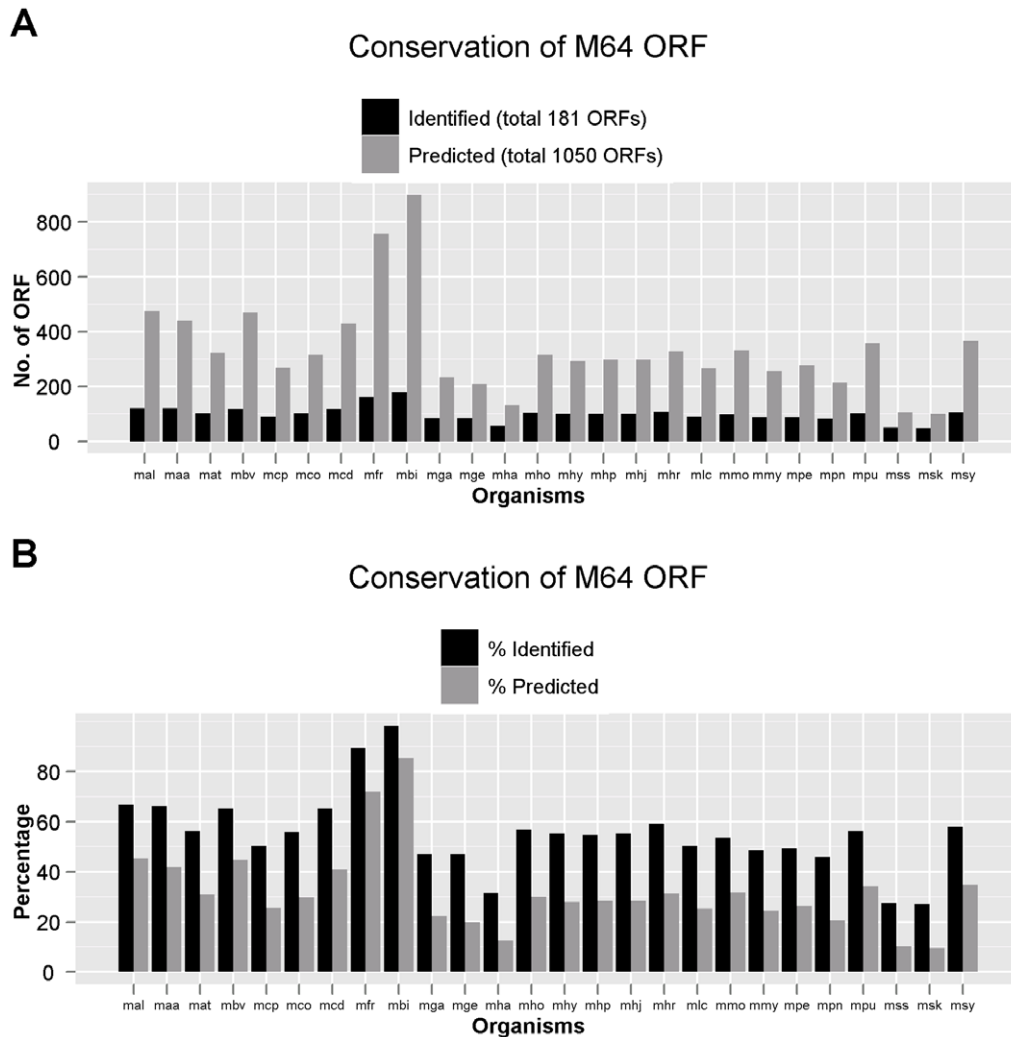 A
Conservation of M64 ORF
Identified (total 181 ORFs)
Predicted (total 1050 ORFs)
No. of ORF
800
600
400
200
0
mal maa mat mbv mcp mco mcd mfr mbi mga mge mha mho mhy mhp mhj mhr mlc mmo mmy mpe mpn mpu mss msk msy
Organisms
B
Conservation of M64 ORF
% Identified
% Predicted
Percentage
80
60
40
20
0
mal maa mat mbv mcp mco mcd mfr mbi mga mge mha mho mhy mhp mhj mhr mlc mmo mmy mpe mpn mpu mss msk msy
Organisms